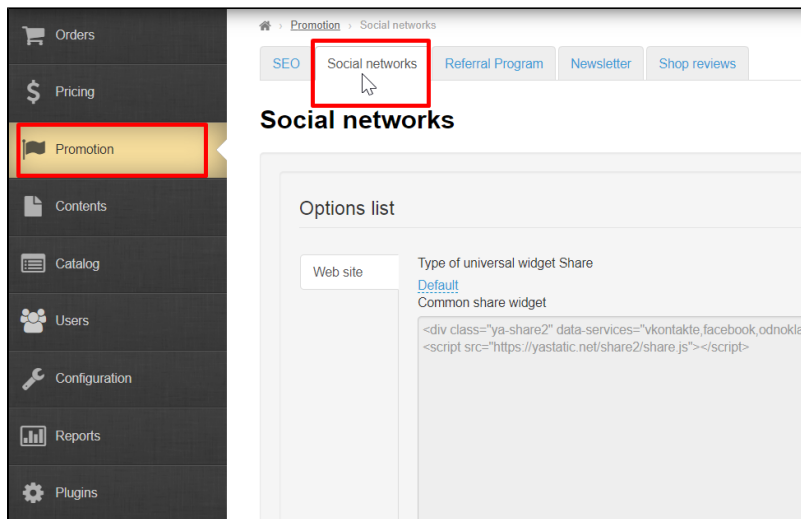 Orders
Pricing
Promotion
Contents
Catalog
Users
Configuration
Reports
Plugins
Promotion › Social networks
SEO
Social networks
Referral Program
Newsletter
Shop reviews
Social networks
Options list
Web site
Type of universal widget Share
Default
Common share widget
<div class="ya-share2" data-services="vkontakte,facebook,odnokla
<script src="https://yastatic.net/share2/share.js"></script>